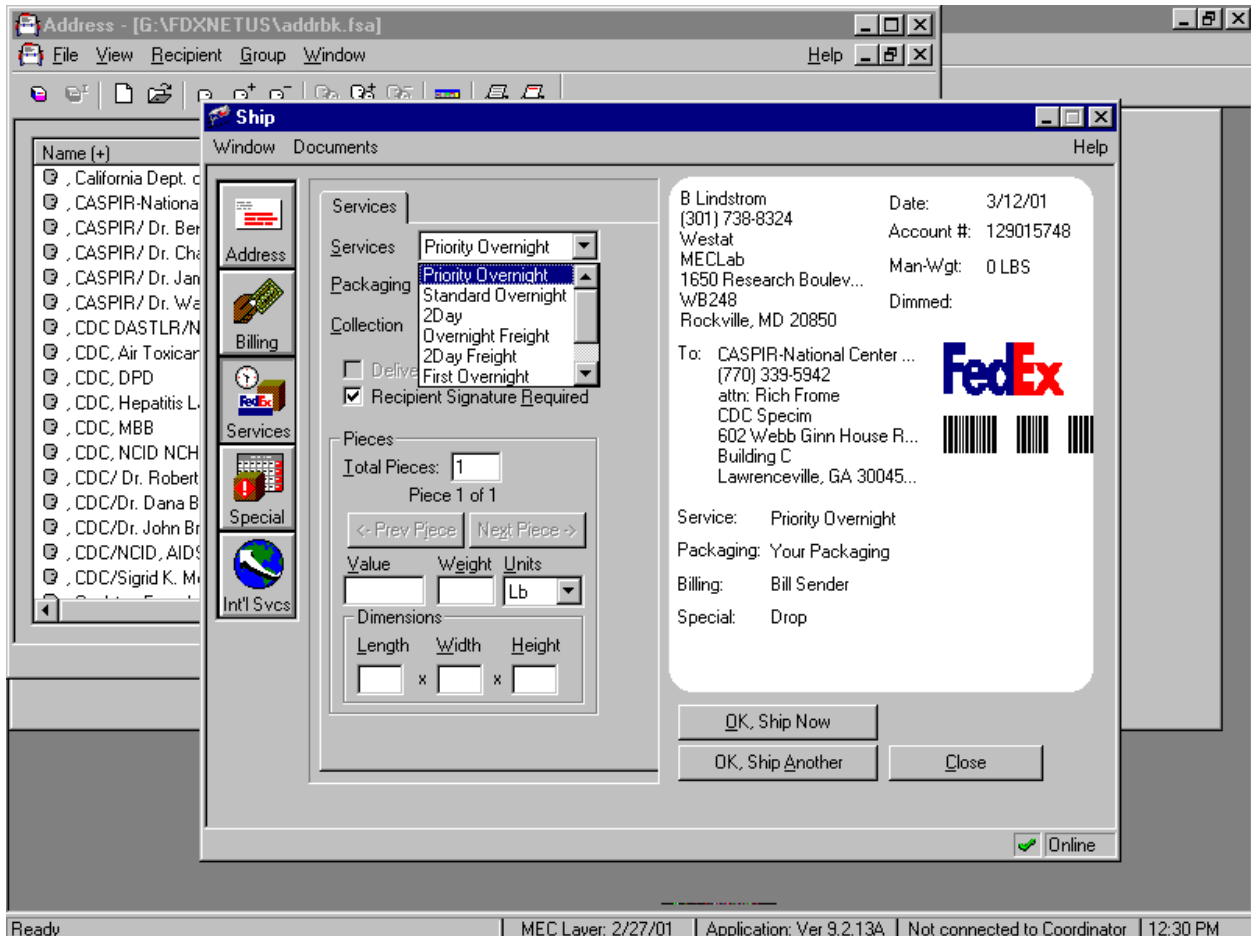 Address - [G:\FDXNETUS\addrbk.fsa]
File View Recipient Group Window Help
Ship
Window Documents Help
Name (+)
, California Dept.
, CASPIR-Nationa
, CASPIR/ Dr. Ber
, CASPIR/ Dr. Cha
, CASPIR/ Dr. Jan
, CASPIR/ Dr. Wa
, CDC DASTLR/N
, CDC, Air Toxicar
, CDC, DPD
, CDC, Hepatitis L
, CDC, MBB
, CDC, NCID NCH
, CDC/ Dr. Robert
, CDC/Dr. Dana B
, CDC/Dr. John Br
, CDC/NCID, AIDS
, CDC/Sigrid K. M
Address
Billing
FedEx
Services
Special
Int'l Svcs
Services
Services Priority Overnight
Priority Overnight
Standard Overnight
2Day
Overnight Freight
2Day Freight
First Overnight
Packaging
Collection
Delive
Recipient Signature Required
Pieces
Total Pieces: 1
Piece 1 of 1
<- Prev Piece Next Piece ->
Value Weight Units
Lb
Dimensions
Length Width Height
x x
B Lindstrom
(301) 738-8324
Westat
MECLab
1650 Research Boulev...
WB248
Rockville, MD 20850
Date: 3/12/01
Account #: 129015748
Man-Wgt: 0 LBS
Dimmed:
To: CASPIR-National Center ...
(770) 339-5942
attn: Rich Frome
CDC Specim
602 Webb Ginn House R...
Building C
Lawrenceville, GA 30045...
FedEx
Service: Priority Overnight
Packaging: Your Packaging
Billing: Bill Sender
Special: Drop
OK, Ship Now
OK, Ship Another Close
Online
Ready MEC Layer: 2/27/01 Application: Ver 9.2.13A Not connected to Coordinator 12:30 PM